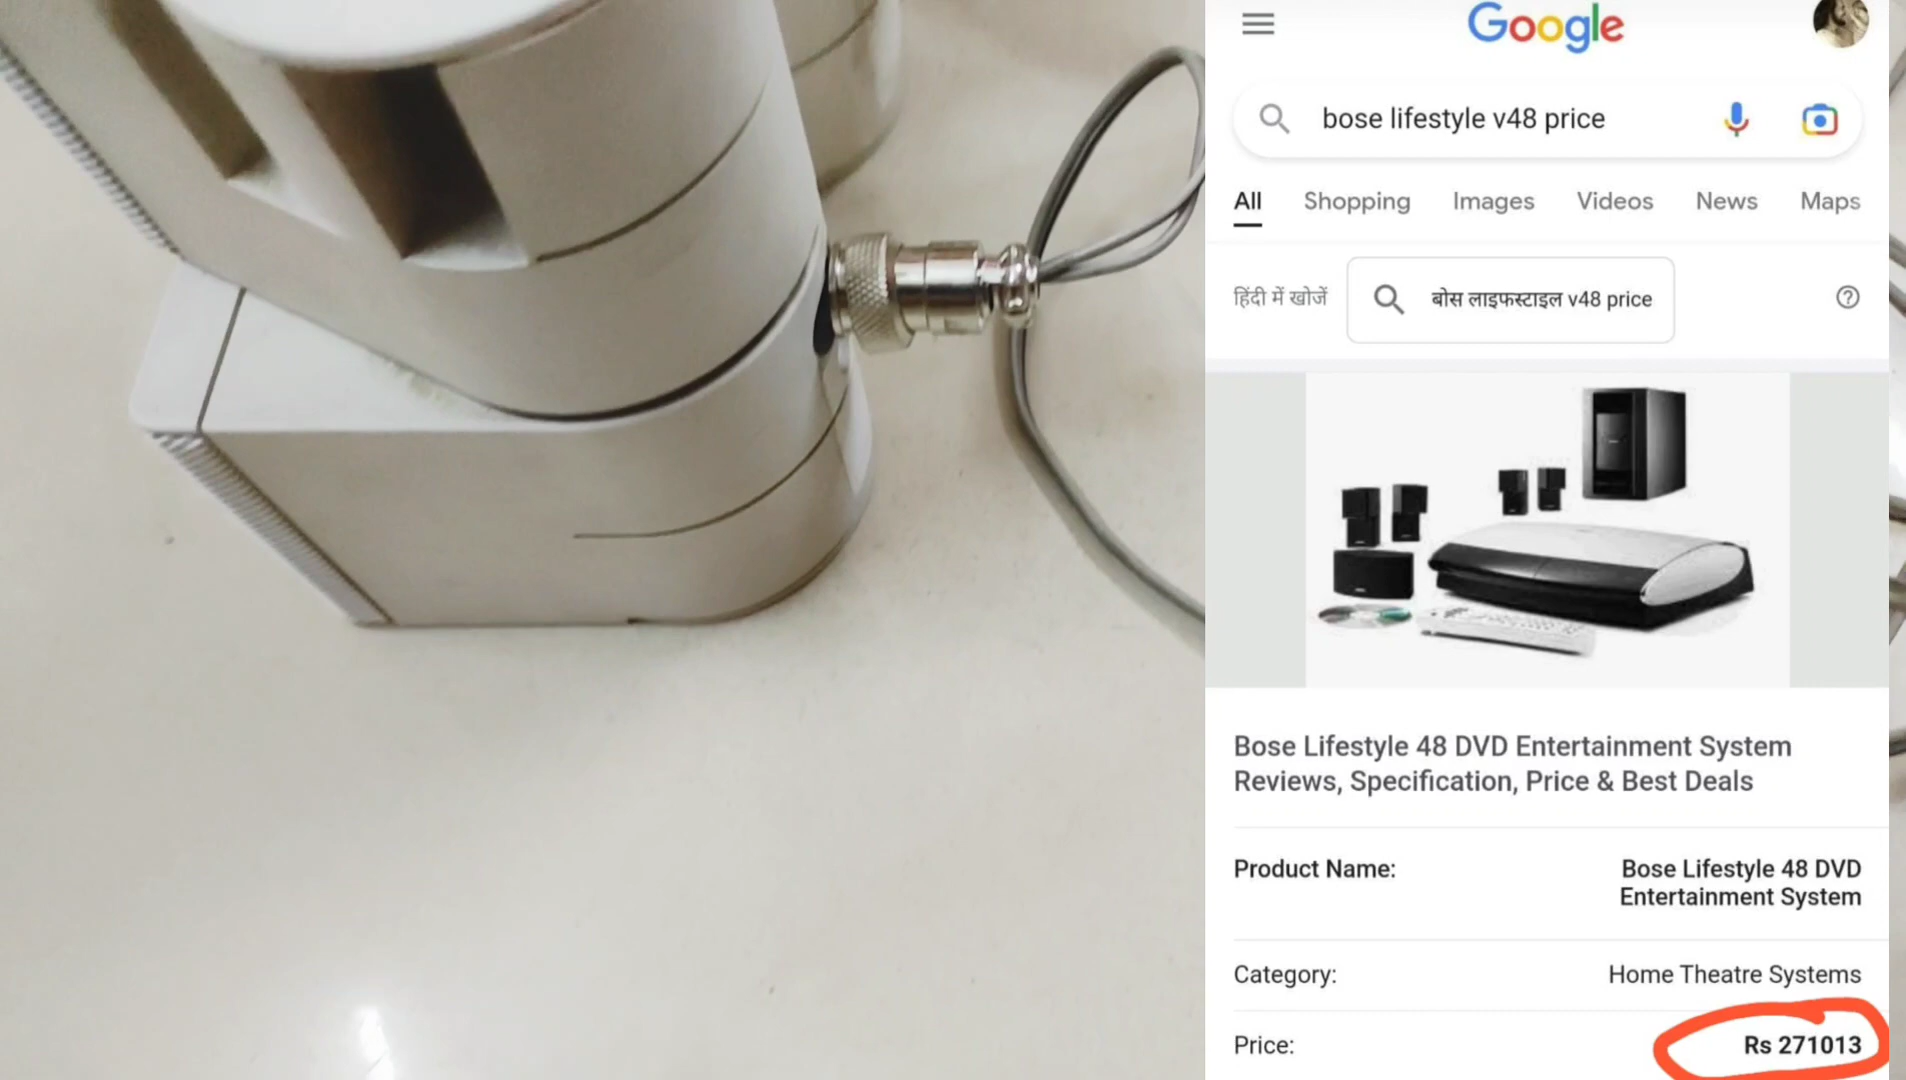 Google
bose lifestyle v48 price
All Shopping Images Videos News Maps
हिंदी में खोजें बोस लाइफस्टाइल v48 price
Bose Lifestyle 48 DVD Entertainment System
Reviews, Specification, Price & Best Deals
Product Name: Bose Lifestyle 48 DVD
Entertainment System
Category: Home Theatre Systems
Price: Rs 271013